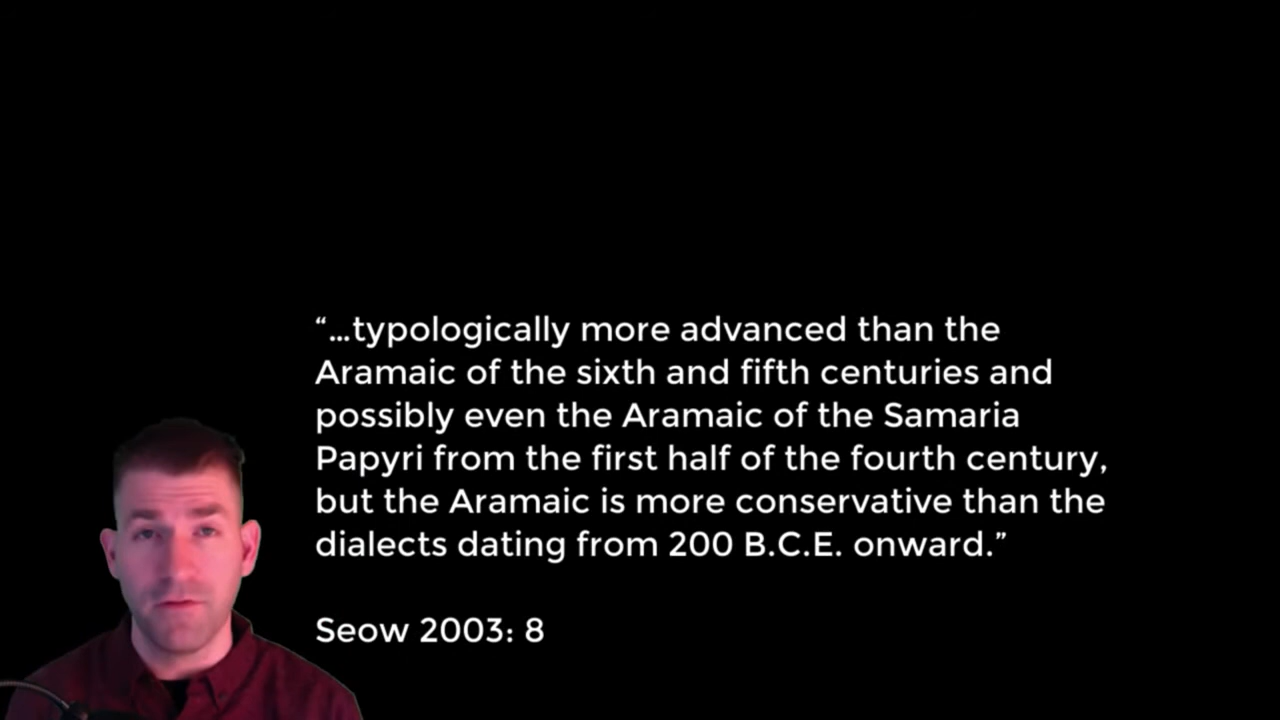 “…typologically more advanced than the
Aramaic of the sixth and fifth centuries and
possibly even the Aramaic of the Samaria
Papyri from the first half of the fourth century,
but the Aramaic is more conservative than the
dialects dating from 200 B.C.E. onward.”
Seow 2003: 8